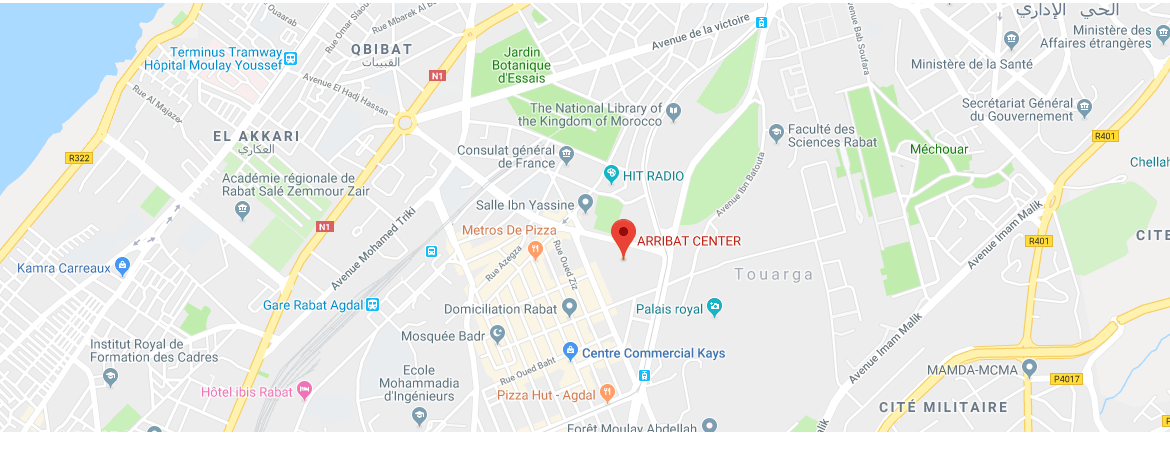 Rue Ouarab
Rue Omar Slaoui
Rue Mbarek Al B
Avenue de la victoire
Avenue Bab Soufara
الحي الإداري
Terminus Tramway
Hôpital Moulay Youssef
QBIBAT
القبيبات
Jardin
Botanique
d'Essais
Ministère des
Affaires étrangères
Ministère de la Santé
N1
Avenue El Hadj Hassan
Rue Al Majazer
The National Library of
the Kingdom of Morocco
Secrétariat Général
du Gouvernement
EL AKKARI
العكاري
Faculté des
Sciences Rabat
R401
Méchouar
Consulat général
de France
R322
Chellah
HIT RADIO
Académie régionale de
Rabat Salé Zemmour Zair
Avenue Ibn Batouta
Salle Ibn Yassine
N1
Avenue Mohamed Triki
Metros De Pizza
ARRIBAT CENTER
Avenue Imam Malik
R401
CITE
Rue Azegza
Rue Oued Ziz
Kamra Carreaux
Touarga
Gare Rabat Agdal
Domiciliation Rabat
Palais royal
Mosquée Badr
Avenue Imam Malik
Institut Royal de
Formation des Cadres
Centre Commercial Kays
Rue Oued Baht
Ecole
Mohammadia
d'Ingénieurs
MAMDA-MCMA
P4017
Hôtel ibis Rabat
Pizza Hut - Agdal
CITÉ MILITAIRE
Forêt Moulay Abdellah